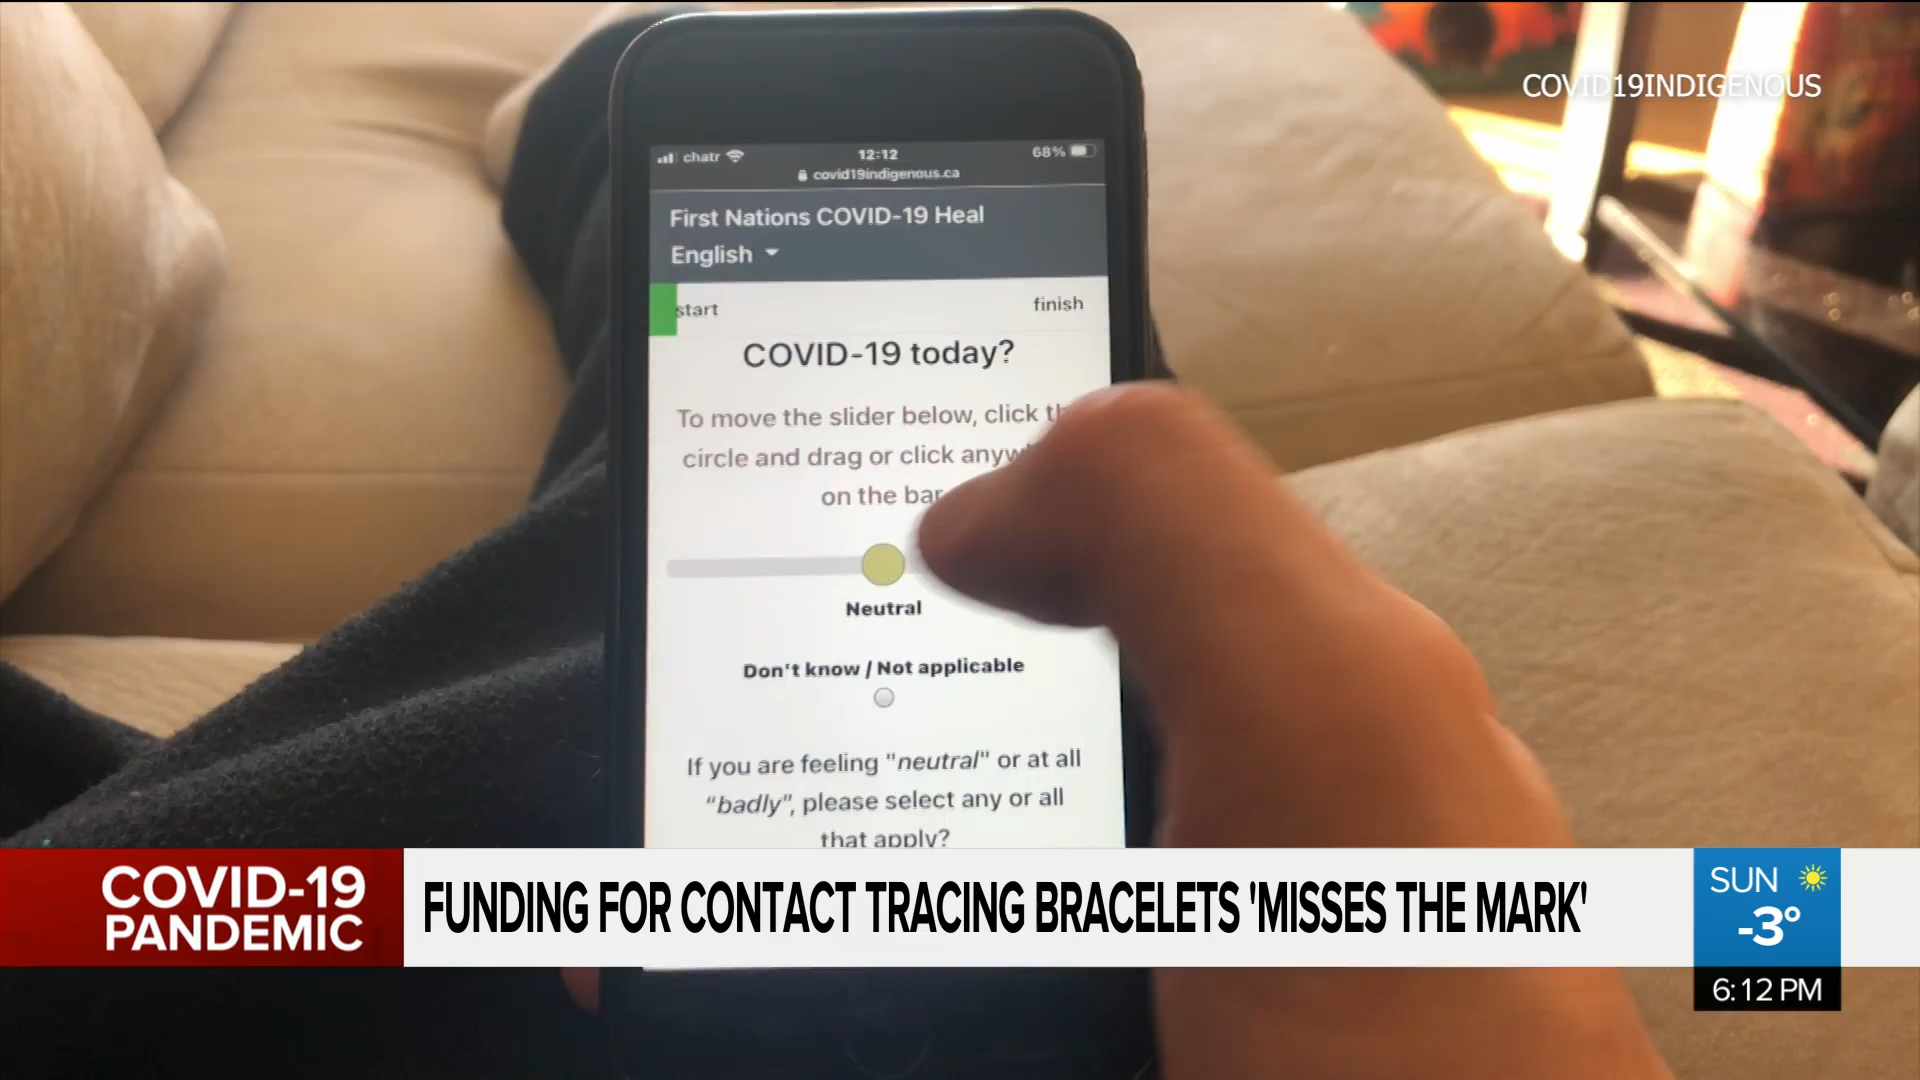 COVID19INDIGENOUS
chatr 12:12 68%
covid19indigenous.ca
First Nations COVID-19 Heal
English
start finish
COVID-19 today?
To move the slider below, click
circle and drag or click
on the bar
Neutral
Don't know / Not applicable
If you are feeling "neutral" or at all
"badly", please select any or all
that apply?
COVID-19
PANDEMIC
FUNDING FOR CONTACT TRACING BRACELETS 'MISSES THE MARK'
SUN
-3°
6:12 PM